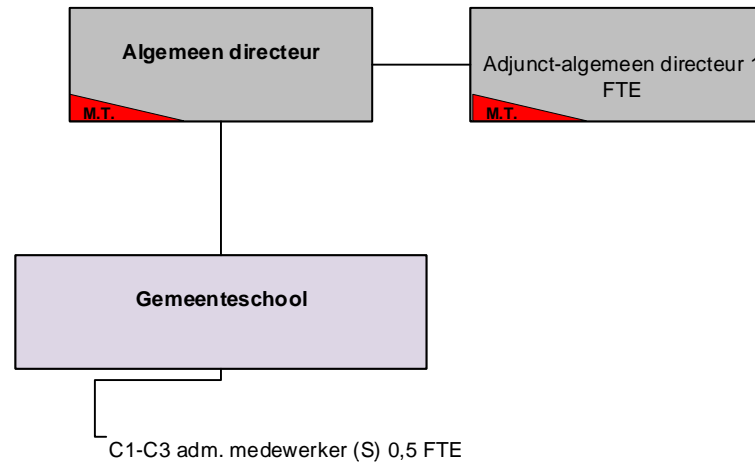 Algemeen directeur
M.T.
Adjunct-algemeen directeur 1
FTE
M.T.
Gemeenteschool
C1-C3 adm. medewerker (S) 0,5 FTE